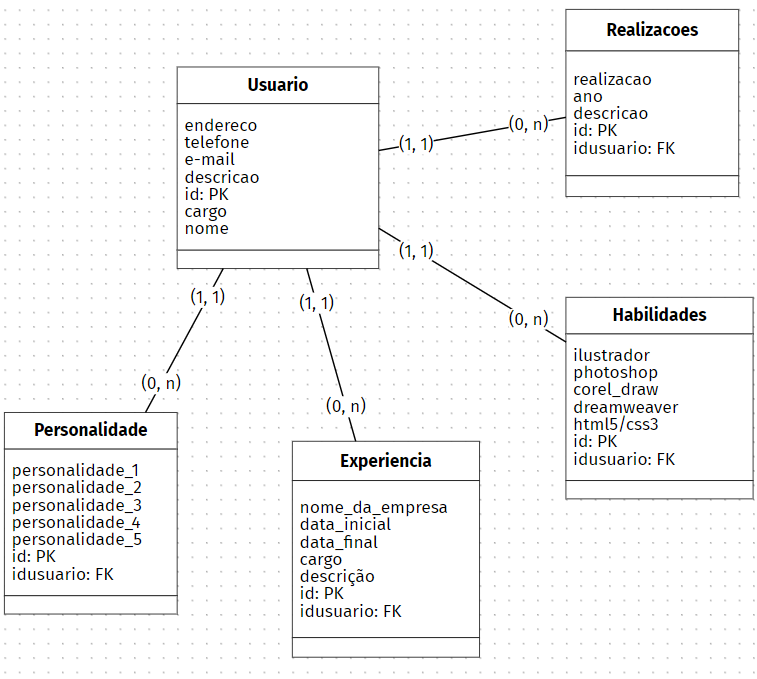 Usuario
endereco
telefone
e-mail
descricao
id: PK
cargo
nome
Realizacoes
realizacao
ano
descricao
id: PK
idusuario: FK
(1, 1)
(0, n)
(1, 1)
(0, n)
Habilidades
ilustrador
photoshop
corel_draw
dreamweaver
html5/css3
id: PK
idusuario: FK
(1, 1)
(0, n)
Personalidade
personalidade_1
personalidade_2
personalidade_3
personalidade_4
personalidade_5
id: PK
idusuario: FK
(1, 1)
(0, n)
Experiencia
nome_da_empresa
data_inicial
data_final
cargo
descrição
id: PK
idusuario: FK